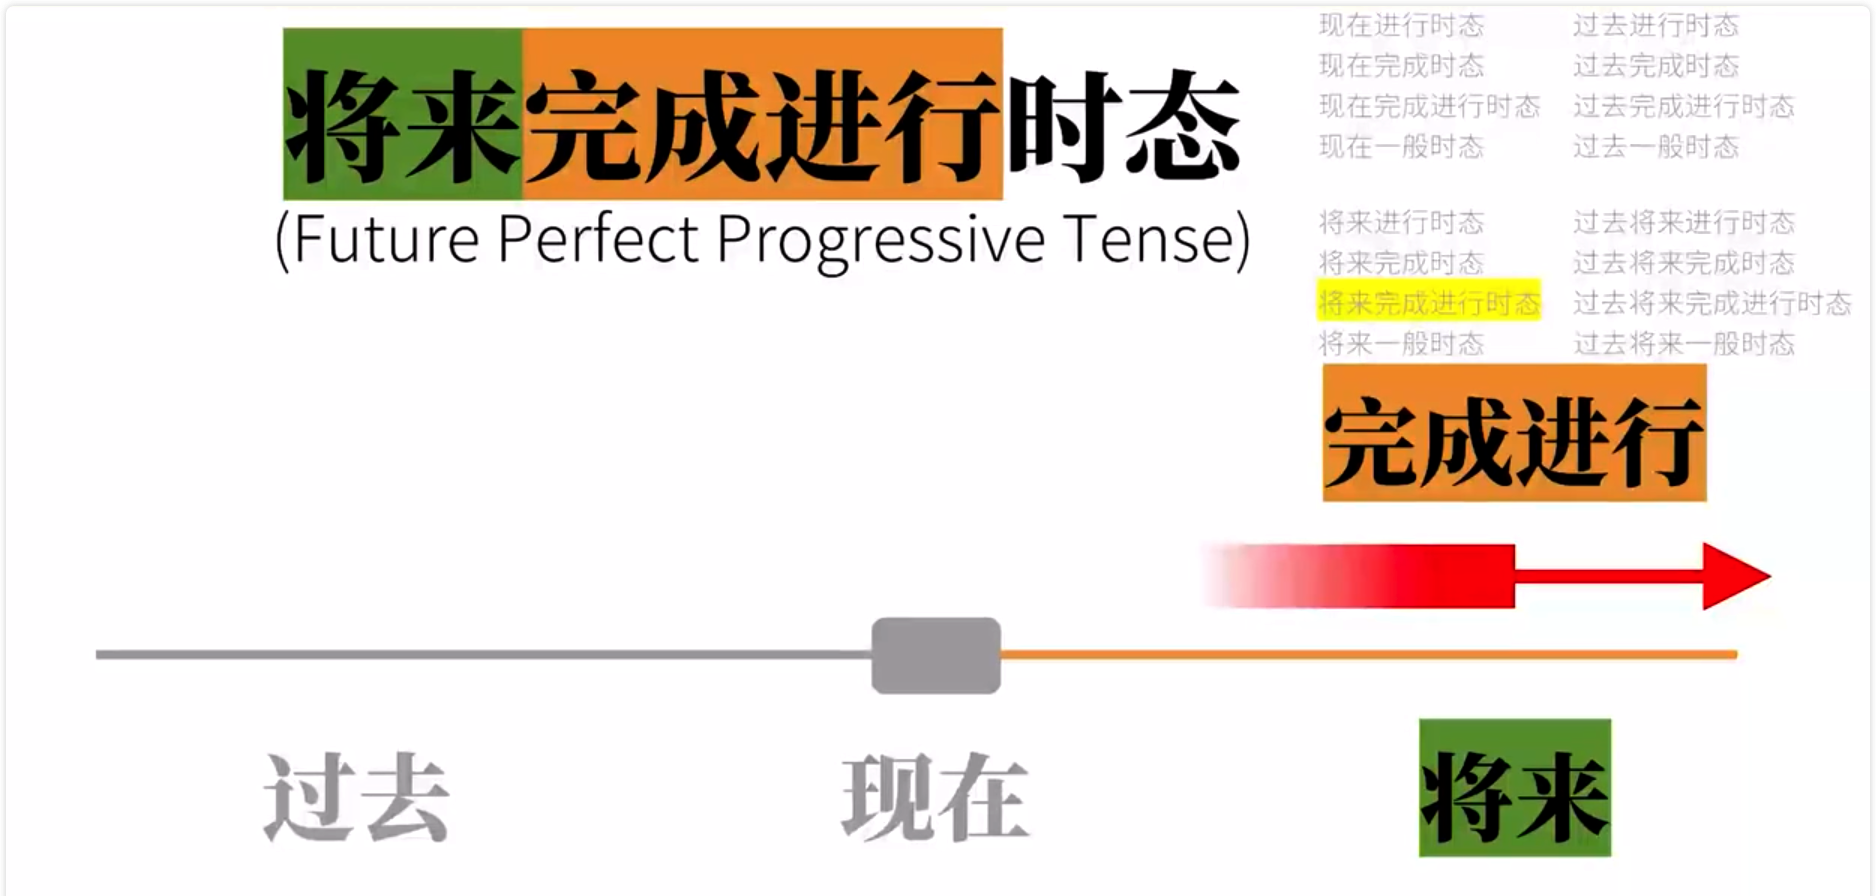 将来完成进行时态
(Future Perfect Progressive Tense)
现在进行时态 过去进行时态
现在完成时态 过去完成时态
现在完成进行时态 过去完成进行时态
现在一般时态 过去一般时态
将来进行时态 过去将来进行时态
将来完成时态 过去将来完成时态
将来完成进行时态 过去将来完成进行时态
将来一般时态 过去将来一般时态
完成进行
过去 现在 将来